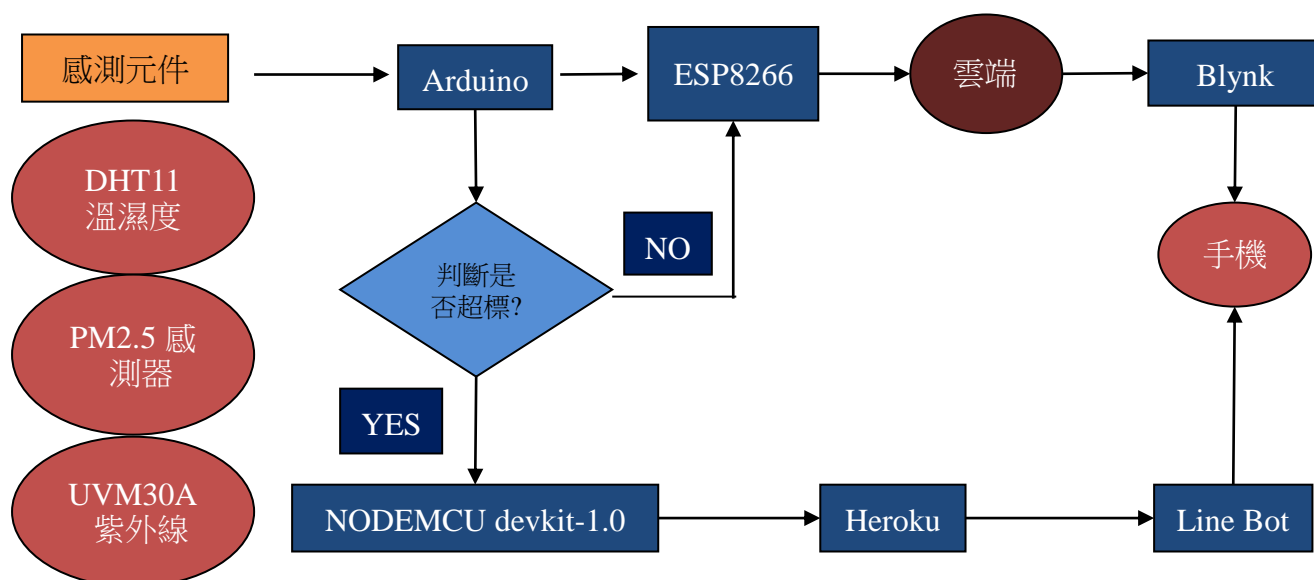 感測元件
Arduino
ESP8266
雲端
Blynk
DHT11
溫濕度
NO
手機
判斷是
否超標?
PM2.5 感
測器
YES
UVM30A
紫外線
NODEMCU devkit-1.0
Heroku
Line Bot